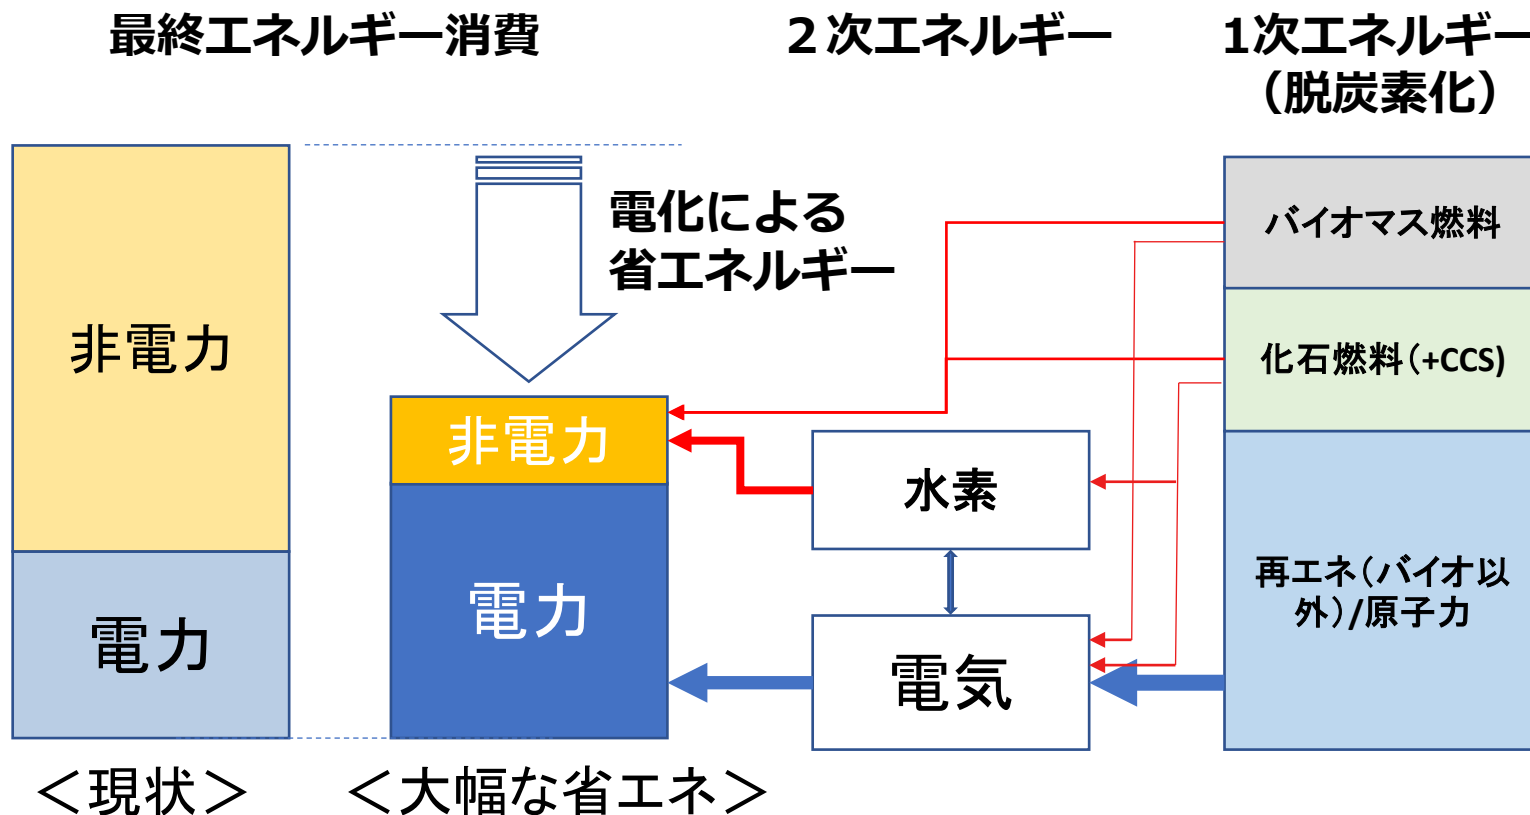 最終エネルギー消費
２次エネルギー
1次エネルギー
（脱炭素化）
電化による
省エネルギー
非電力
電力
非電力
電力
水素
電気
バイオマス燃料
化石燃料（+CCS)
再エネ（バイオ以
外）/原子力
＜現状＞
＜大幅な省エネ＞